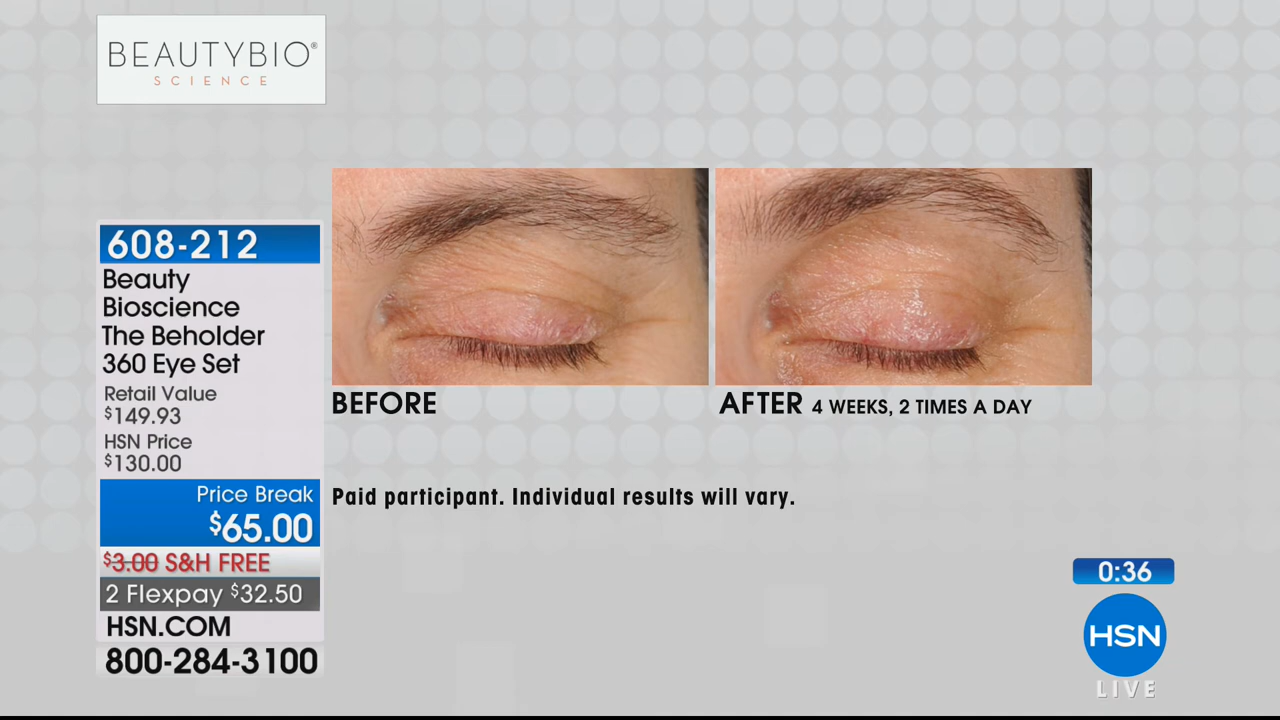 BEAUTYBIO®
SCIENCE
608-212
Beauty
Bioscience
The Beholder
360 Eye Set
Retail Value
$149.93
HSN Price
$130.00
Price Break
$65.00
$3.00 S&H FREE
2 Flexpay $32.50
HSN.COM
800-284-3100
BEFORE
AFTER 4 WEEKS, 2 TIMES A DAY
Paid participant. Individual results will vary.
0:36
HSN
LIVE